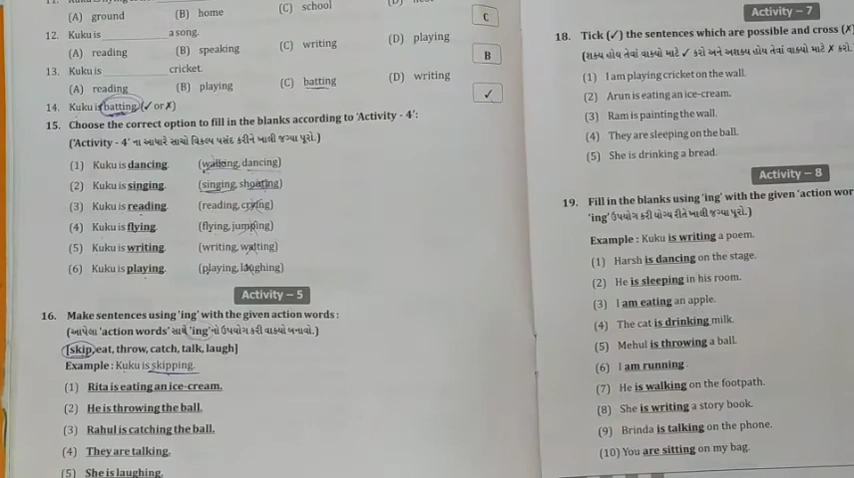 (A) ground (B) home (C) school
C
12. Kuku is ________ a song.
(A) reading (B) speaking (C) writing (D) playing
B
13. Kuku is ________ cricket.
(A) reading (B) playing (C) batting (D) writing
14. Kuku is batting. (✓ or ✗)
✓
15. Choose the correct option to fill in the blanks according to 'Activity - 4':
('Activity - 4' ના આધારે સાચો વિકલ્પ પસંદ કરીને ખાલી જગ્યા પૂરો.)
(1) Kuku is dancing. (walking, dancing)
(2) Kuku is singing. (singing, shouting)
(3) Kuku is reading. (reading, crying)
(4) Kuku is flying. (flying, jumping)
(5) Kuku is writing. (writing, waiting)
(6) Kuku is playing. (playing, laughing)
Activity – 5
16. Make sentences using 'ing' with the given action words :
(આપેલા 'action words' સાથે 'ing'નો ઉપયોગ કરી વાક્યો બનાવો.)
[skip, eat, throw, catch, talk, laugh]
Example : Kuku is skipping.
(1) Rita is eating an ice-cream.
(2) He is throwing the ball.
(3) Rahul is catching the ball.
(4) They are talking.
(5) She is laughing.
Activity – 7
18. Tick (✓) the sentences which are possible and cross (✗
(શક્ય હોય તેવાં વાક્યો માટે ✓ કરો અને અશક્ય હોય તેવાં વાક્યો માટે ✗ કરો.
(1) I am playing cricket on the wall.
(2) Arun is eating an ice-cream.
(3) Ram is painting the wall.
(4) They are sleeping on the ball.
(5) She is drinking a bread.
Activity – 8
19. Fill in the blanks using 'ing' with the given 'action wor
'ing' ઉપયોગ કરી યોગ્ય રીતે ખાલી જગ્યા પૂરો.)
Example : Kuku is writing a poem.
(1) Harsh is dancing on the stage.
(2) He is sleeping in his room.
(3) I am eating an apple.
(4) The cat is drinking milk.
(5) Mehul is throwing a ball.
(6) I am running.
(7) He is walking on the footpath.
(8) She is writing a story book.
(9) Brinda is talking on the phone.
(10) You are sitting on my bag.